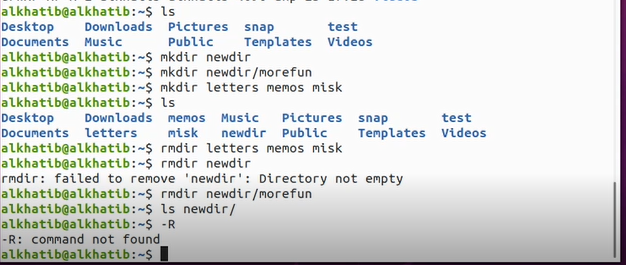 ls
Desktop Downloads Pictures snap test
Documents Music Public Templates Videos
alkhatib@alkhatib:~$ mkdir newdir
alkhatib@alkhatib:~$ mkdir newdir/morefun
alkhatib@alkhatib:~$ mkdir letters memos misk
alkhatib@alkhatib:~$ ls
Desktop Downloads memos Music Pictures snap test
Documents letters misk newdir Public Templates Videos
alkhatib@alkhatib:~$ rmdir letters memos misk
alkhatib@alkhatib:~$ rmdir newdir
rmdir: failed to remove 'newdir': Directory not empty
alkhatib@alkhatib:~$ rmdir newdir/morefun
alkhatib@alkhatib:~$ ls newdir/
alkhatib@alkhatib:~$ -R
-R: command not found
alkhatib@alkhatib:~$